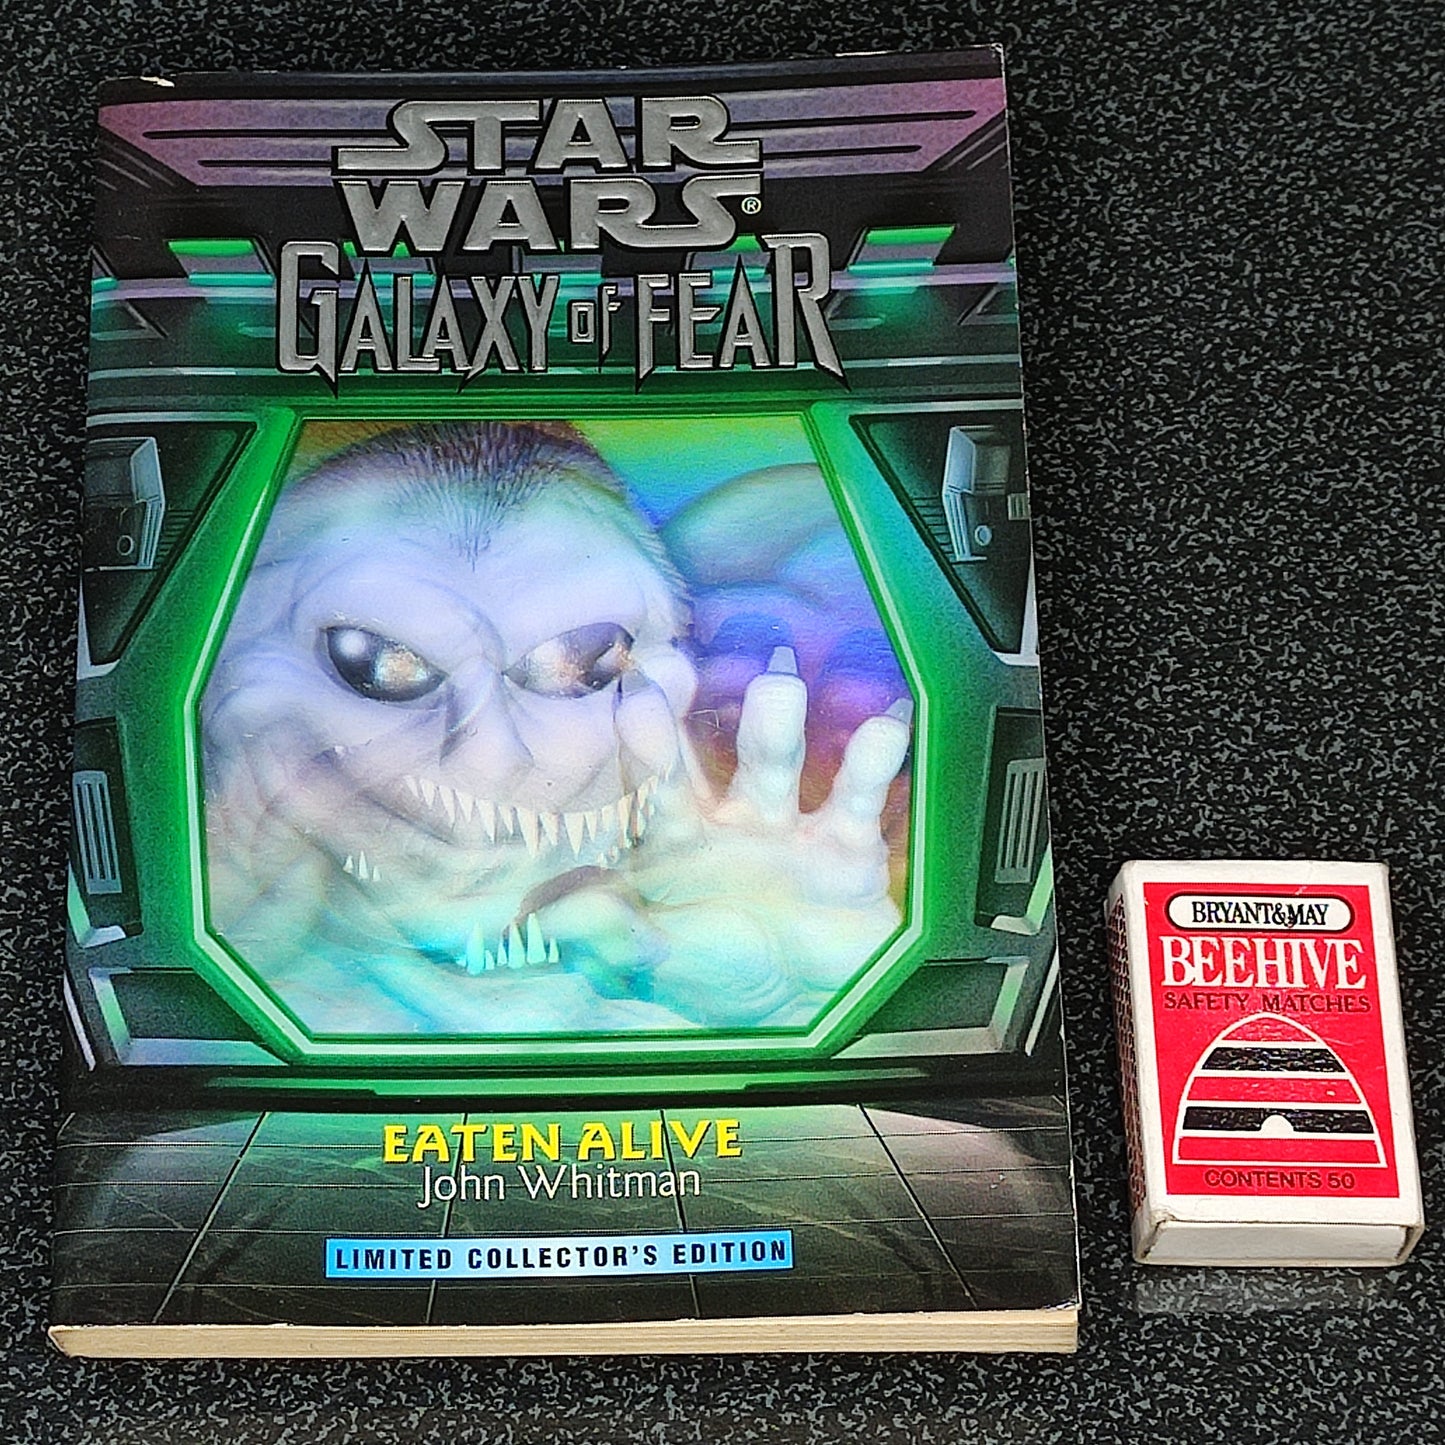 STAR
WARS®
GALAXY OF FEAR
EATEN ALIVE
John Whitman
LIMITED COLLECTOR'S EDITION
BRYANT&MAY
BEEHIVE
SAFETY MATCHES
CONTENTS 50